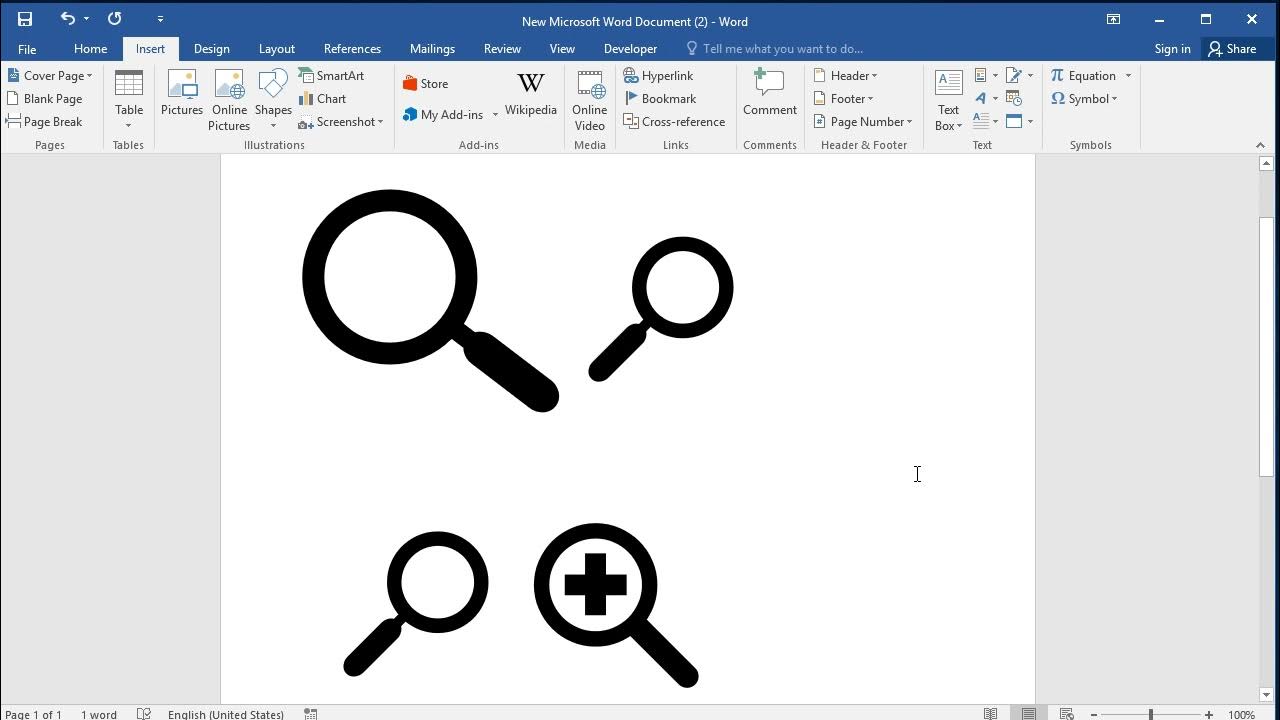 New Microsoft Word Document (2) - Word
File Home Insert Design Layout References Mailings Review View Developer Tell me what you want to do... Sign in Share
Cover Page
Blank Page
Page Break
Pages
Table
Tables
Pictures
Online
Pictures
Shapes
SmartArt
Chart
Screenshot
Illustrations
Store
My Add-ins
W
Wikipedia
Add-ins
Online
Video
Media
Hyperlink
Bookmark
Cross-reference
Links
Comment
Comments
Header
Footer
Page Number
Header & Footer
Text
Box
Text
π Equation
Ω Symbol
Symbols
Page 1 of 1 1 word English (United States) 100%